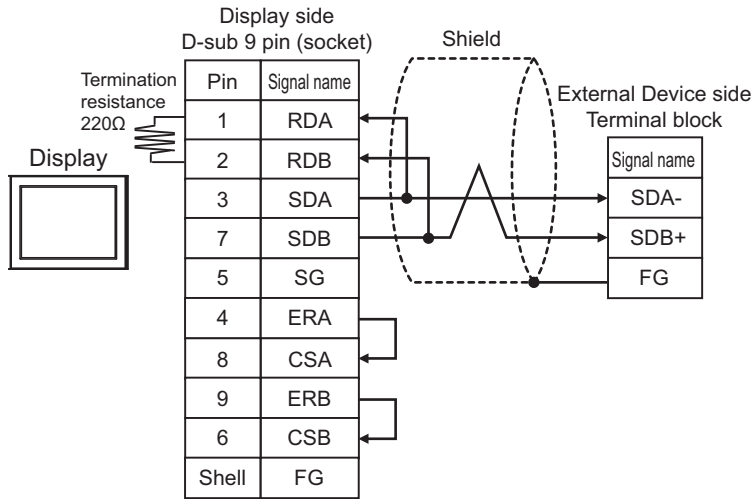 Display side
D-sub 9 pin (socket)
Shield
Termination
resistance
220Ω
Display
Pin Signal name
1 RDA
2 RDB
3 SDA
7 SDB
5 SG
4 ERA
8 CSA
9 ERB
6 CSB
Shell FG
External Device side
Terminal block
Signal name
SDA-
SDB+
FG